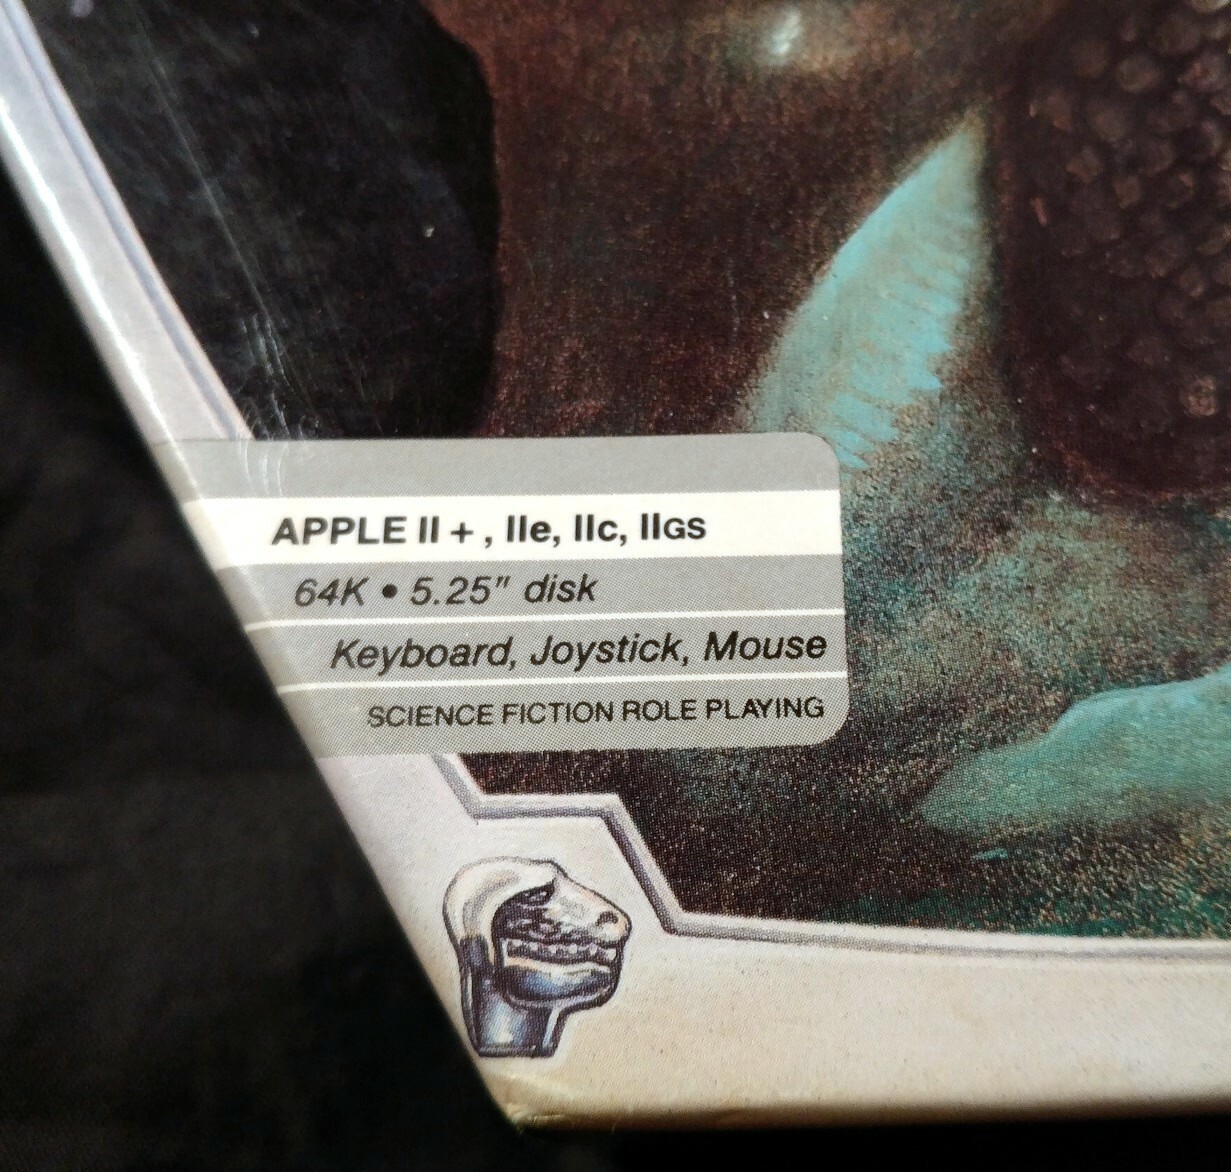 APPLE II + , IIe, IIc, IIGS
64K • 5.25" disk
Keyboard, Joystick, Mouse
SCIENCE FICTION ROLE PLAYING